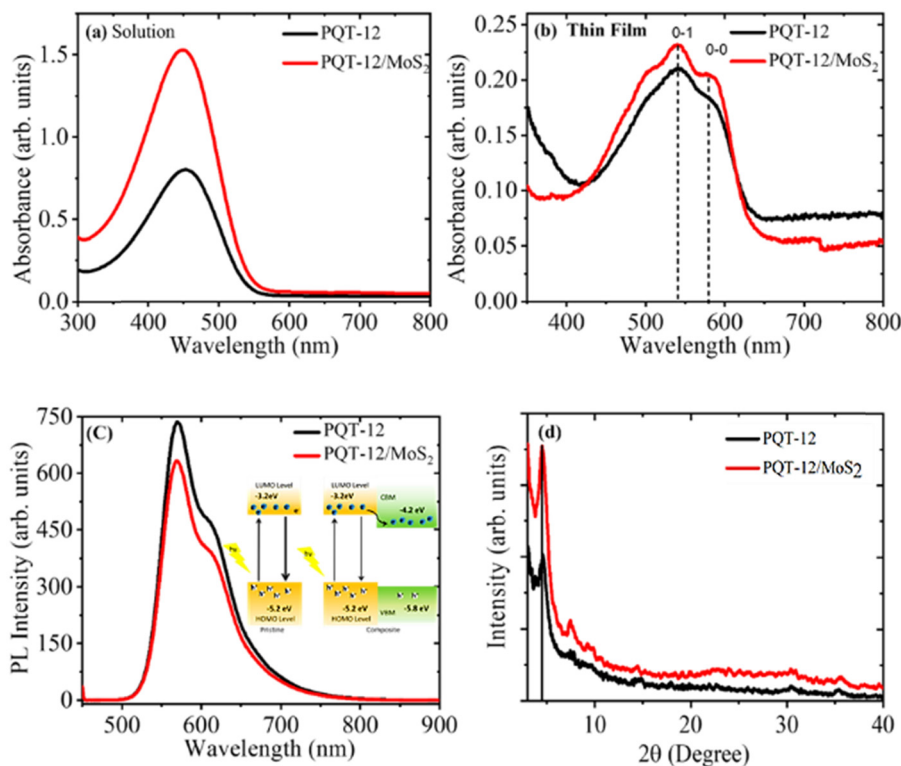 (a) Solution
PQT-12
PQT-12/MoS₂
Absorbance (arb. units)
1.5
1.0
0.5
0.0
300 400 500 600 700 800
Wavelength (nm)
(b) Thin Film
0-1
0-0
PQT-12
PQT-12/MoS₂
Absorbance (arb. units)
0.25
0.20
0.15
0.10
0.05
0.00
400 500 600 700 800
Wavelength (nm)
(C)
PQT-12
PQT-12/MoS₂
PL Intensity (arb. units)
750
600
450
300
150
0
500 600 700 800 900
Wavelength (nm)
LUMO Level
-3.2eV
hν
-5.2 eV
HOMO Level
Pristine
LUMO Level
-3.2eV
CBM
-4.2 eV
hν
-5.2 eV
HOMO Level
VBM
-5.8 eV
Composite
(d)
PQT-12
PQT-12/MoS2
Intensity (arb. units)
10 20 30 40
2θ (Degree)